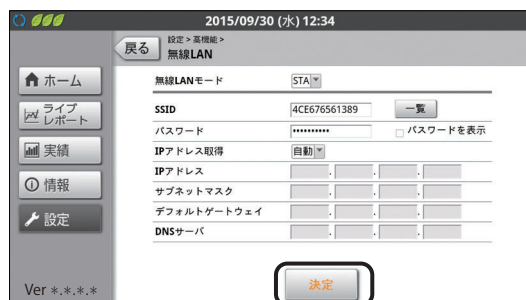 2015/09/30 (水) 12:34
戻る
設定 > 高機能 >
無線LAN
ホーム
ライブ
レポート
実績
情報
設定
Ver *.*.*.*
無線LANモード STA
SSID 4CE676561389 一覧
パスワード •••••••••• パスワードを表示
IPアドレス取得 自動
IPアドレス . . .
サブネットマスク . . .
デフォルトゲートウェイ . . .
DNSサーバ . . .
決定